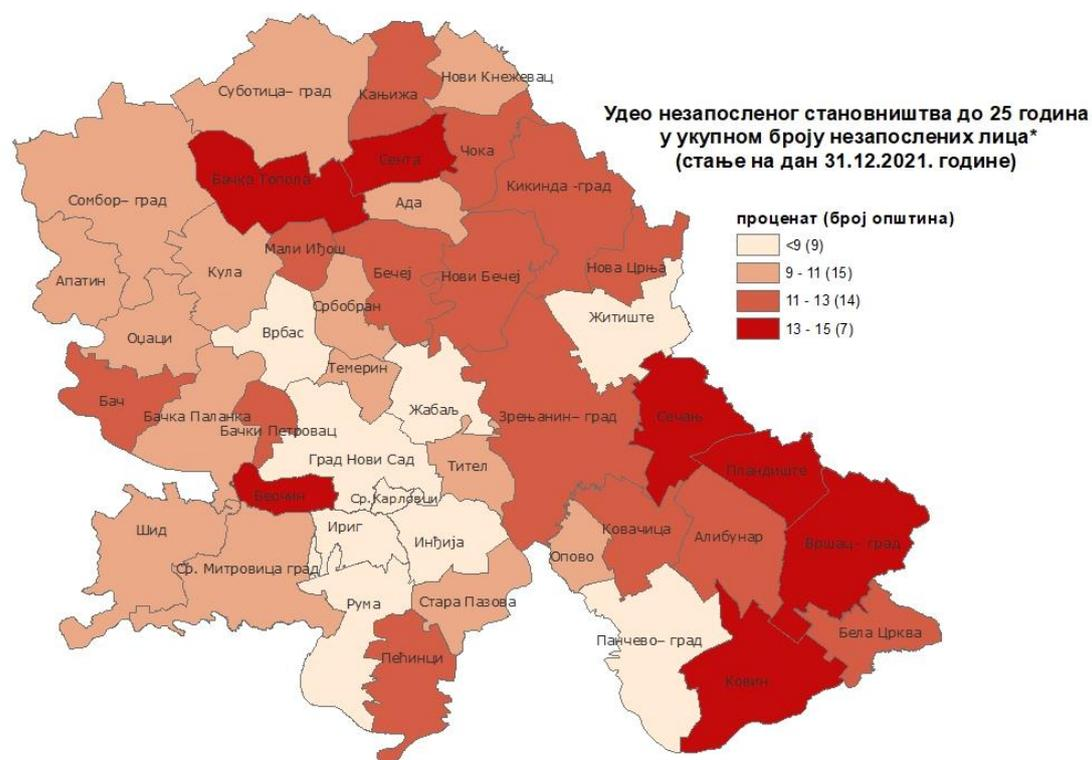 Удео незапосленог становништва до 25 година
у укупном броју незапослених лица*
(стање на дан 31.12.2021. године)
проценат (број општина)
<9 (9)
9 - 11 (15)
11 - 13 (14)
13 - 15 (7)
Суботица– град
Кањижа
Нови Кнежевац
Сента
Чока
Бачка Топола
Кикинда -град
Сомбор– град
Ада
Мали Иђош
Бечеј
Нови Бечеј
Нова Црња
Апатин
Кула
Србобран
Житиште
Врбас
Оџаци
Темерин
Бач
Бачка Паланка
Жабаљ
Зрењанин– град
Сечањ
Бачки Петровац
Град Нови Сад
Тител
Пландиште
Беочин
Ср.Карловци
Шид
Ириг
Инђија
Ковачица
Алибунар
Вршац– град
Опово
Ср. Митровица град
Рума
Стара Пазова
Панчево– град
Бела Црква
Пећинци
Ковин